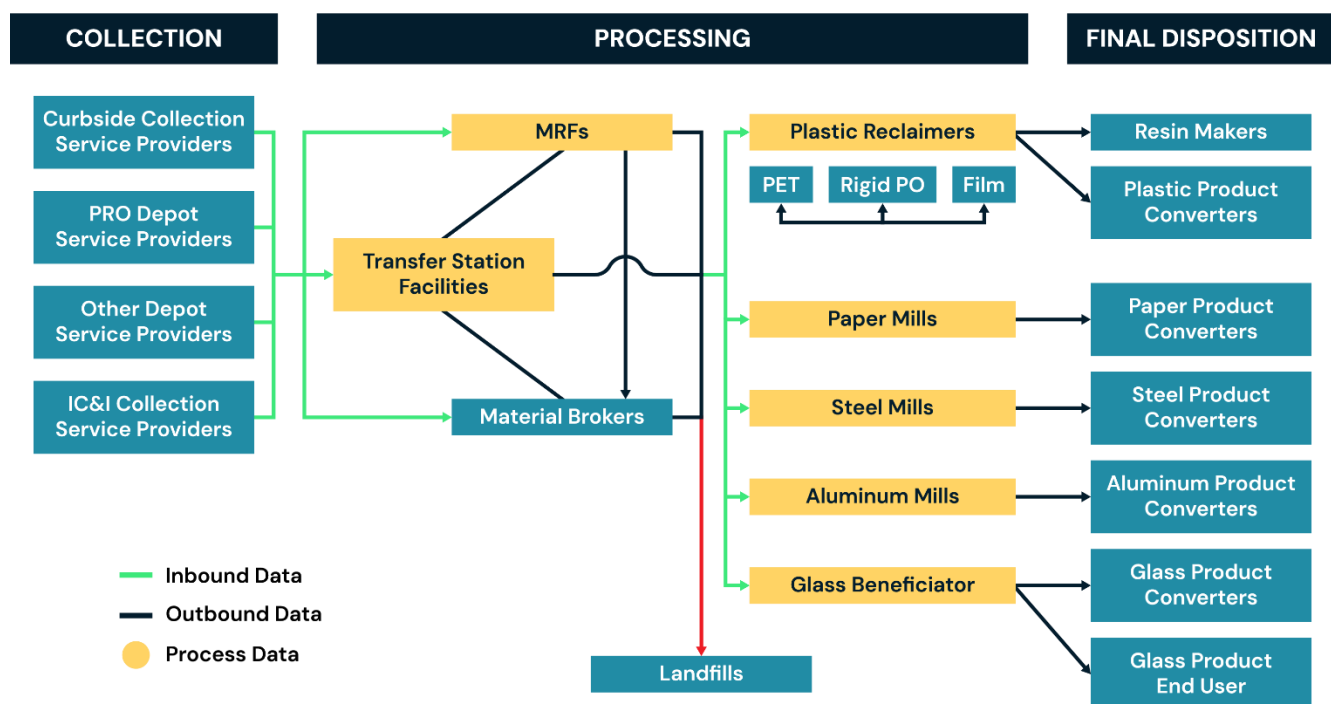 COLLECTION
PROCESSING
FINAL DISPOSITION
Curbside Collection
Service Providers
PRO Depot
Service Providers
Other Depot
Service Providers
IC&I Collection
Service Providers
MRFs
Transfer Station
Facilities
Material Brokers
Landfills
Plastic Reclaimers
PET
Rigid PO
Film
Paper Mills
Steel Mills
Aluminum Mills
Glass Beneficiator
Resin Makers
Plastic Product
Converters
Paper Product
Converters
Steel Product
Converters
Aluminum Product
Converters
Glass Product
Converters
Glass Product
End User
Inbound Data
Outbound Data
Process Data